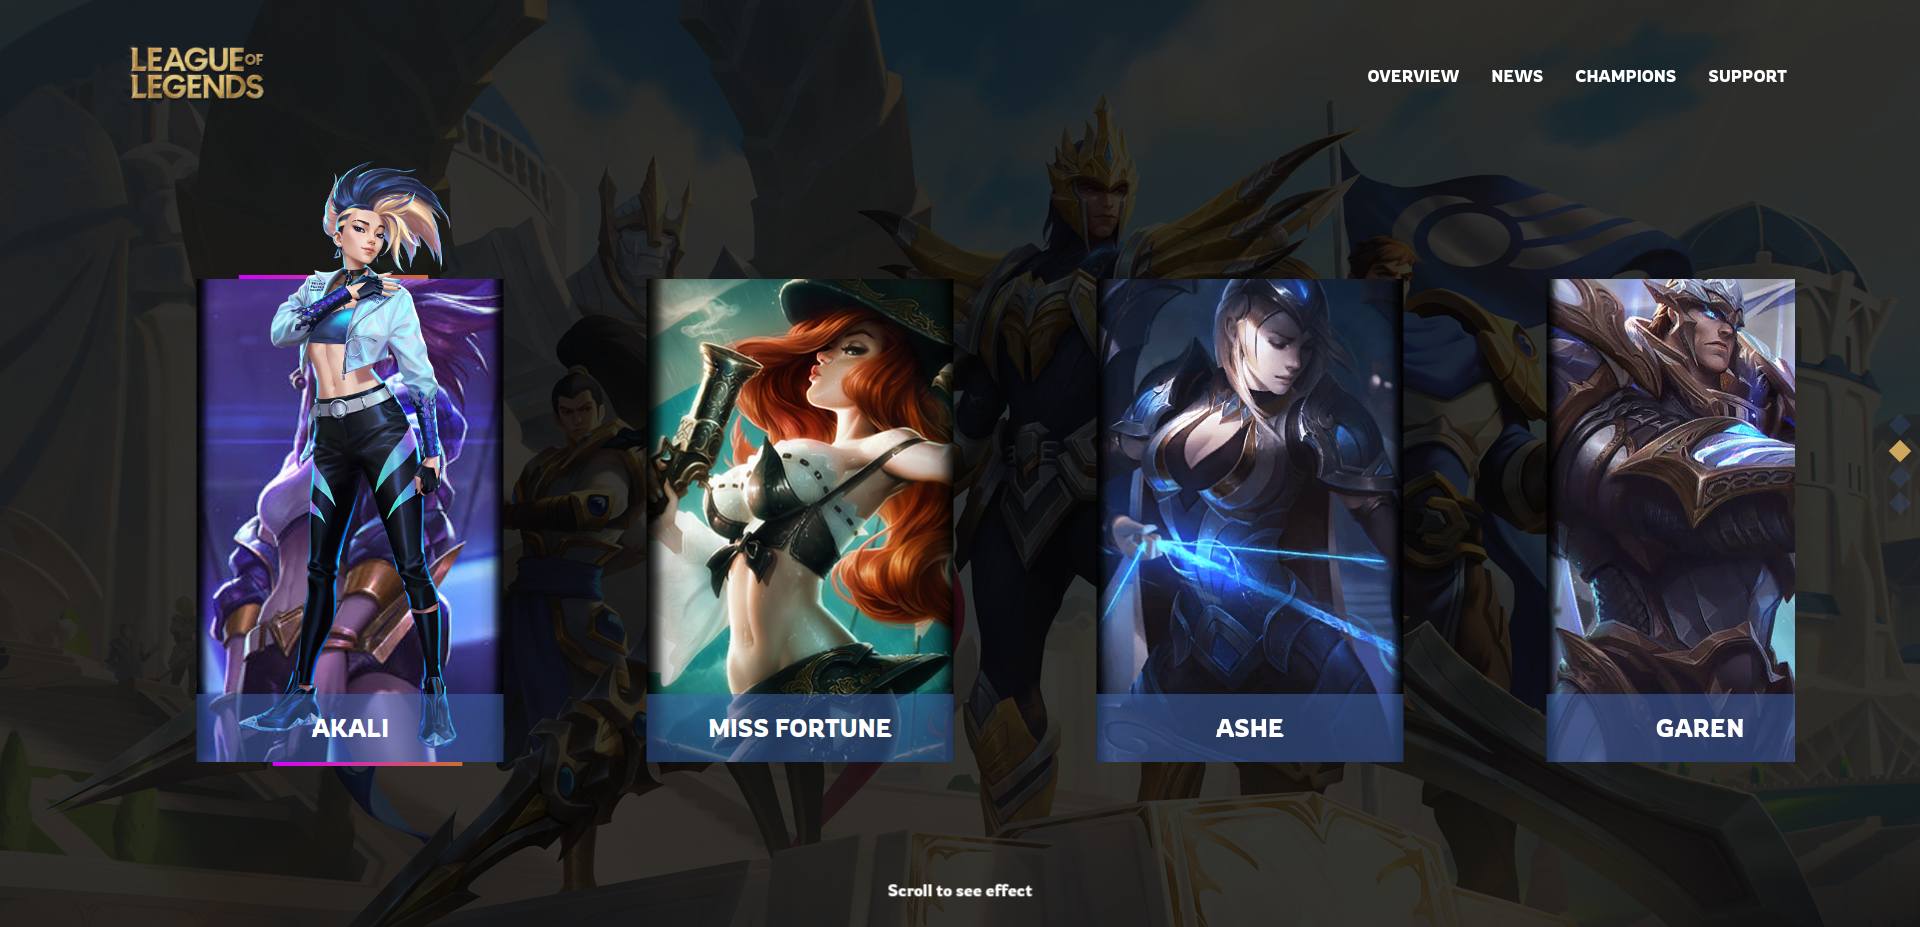 LEAGUE OF
LEGENDS
OVERVIEW NEWS CHAMPIONS SUPPORT
AKALI
MISS FORTUNE
ASHE
GAREN
Scroll to see effect